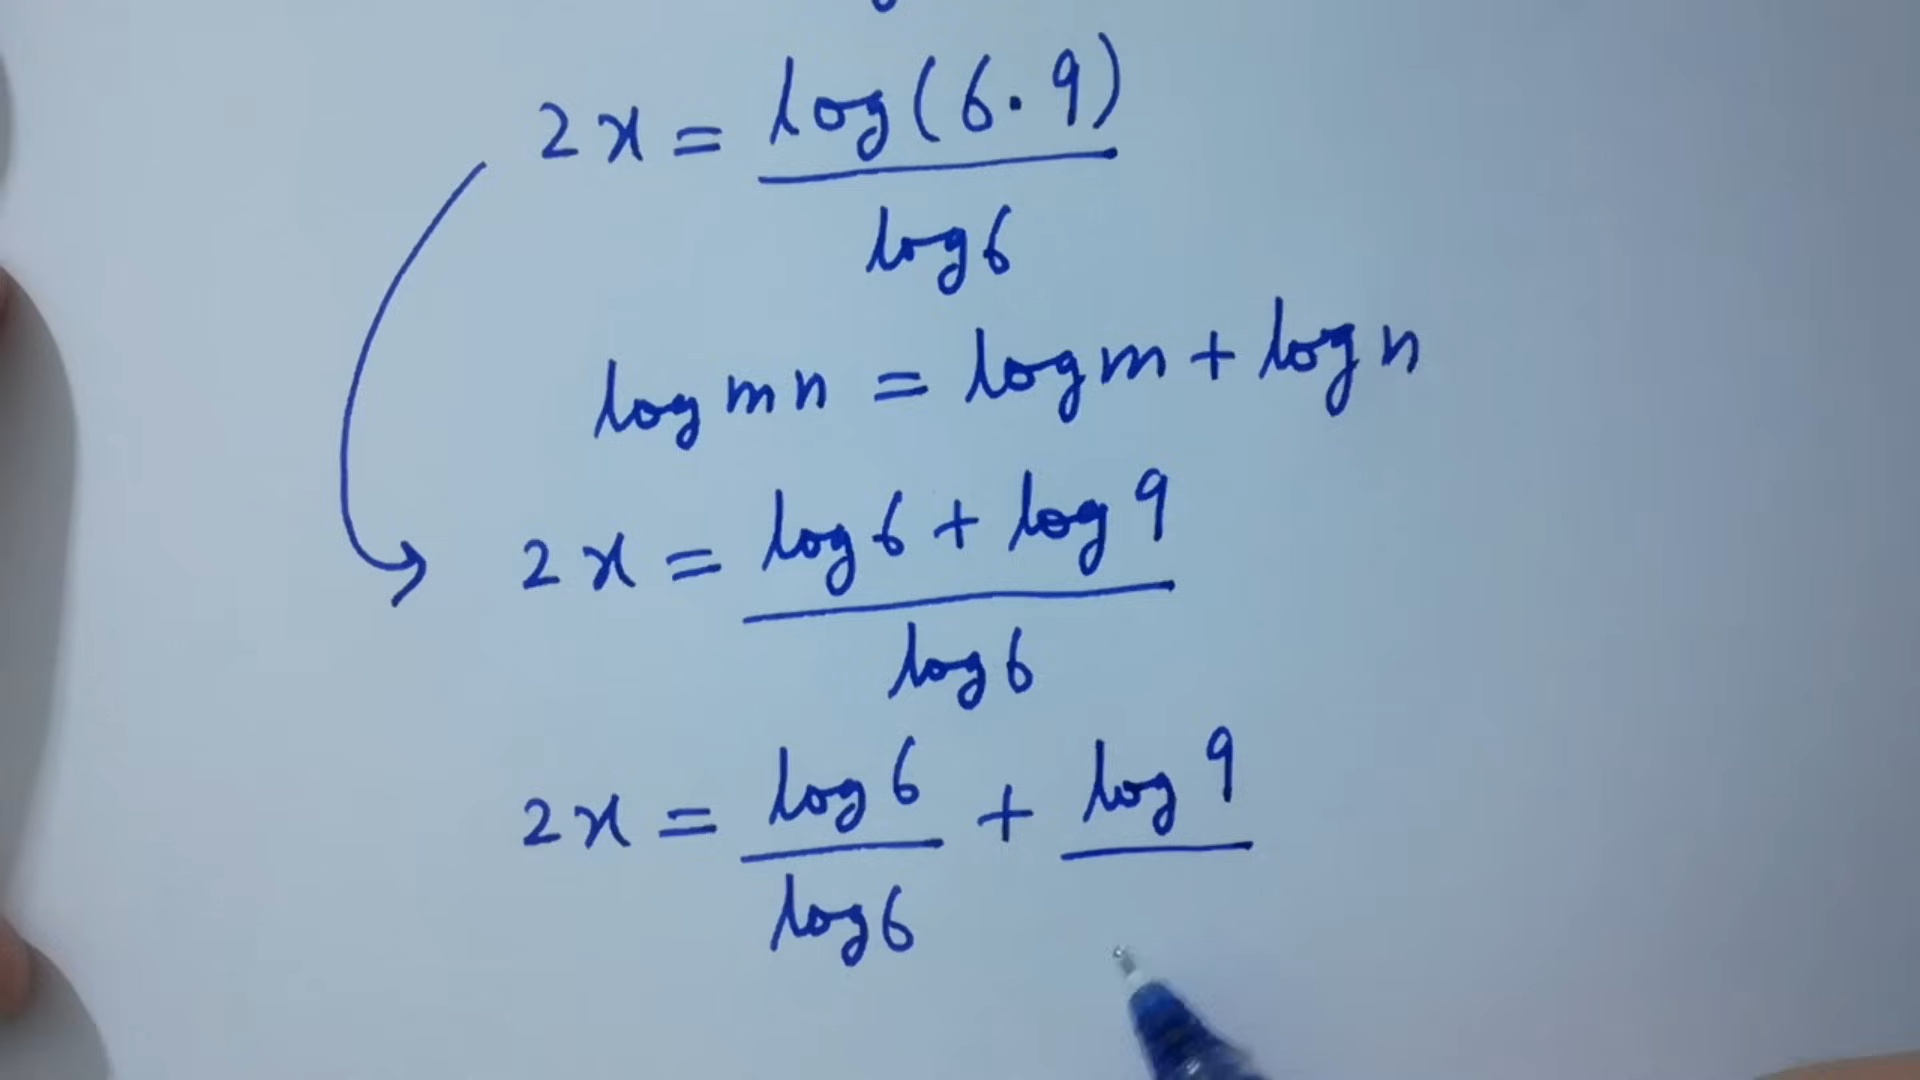 2x = log(6.9)
log6
log mn = log m + log n
2x = log6 + log9
log6
2x = log6 + log9
log6